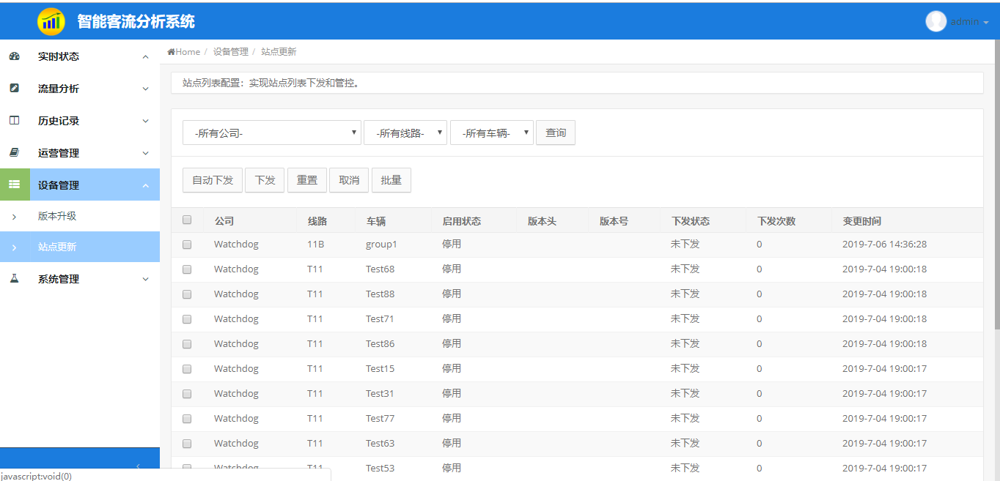 智能客流分析系统
admin
实时状态
流量分析
历史记录
运营管理
设备管理
版本升级
站点更新
系统管理
Home / 设备管理 / 站点更新
站点列表配置：实现站点列表下发和管控。
-所有公司- -所有线路- -所有车辆- 查询
自动下发 下发 重置 取消 批量
公司 线路 车辆 启用状态 版本头 版本号 下发状态 下发次数 变更时间
Watchdog 11B group1 停用 未下发 0 2019-7-06 14:36:28
Watchdog T11 Test68 停用 未下发 0 2019-7-04 19:00:18
Watchdog T11 Test88 停用 未下发 0 2019-7-04 19:00:18
Watchdog T11 Test71 停用 未下发 0 2019-7-04 19:00:18
Watchdog T11 Test86 停用 未下发 0 2019-7-04 19:00:18
Watchdog T11 Test15 停用 未下发 0 2019-7-04 19:00:17
Watchdog T11 Test31 停用 未下发 0 2019-7-04 19:00:17
Watchdog T11 Test77 停用 未下发 0 2019-7-04 19:00:17
Watchdog T11 Test63 停用 未下发 0 2019-7-04 19:00:17
Watchdog T11 Test53 停用 未下发 0 2019-7-04 19:00:17
javascript:void(0)